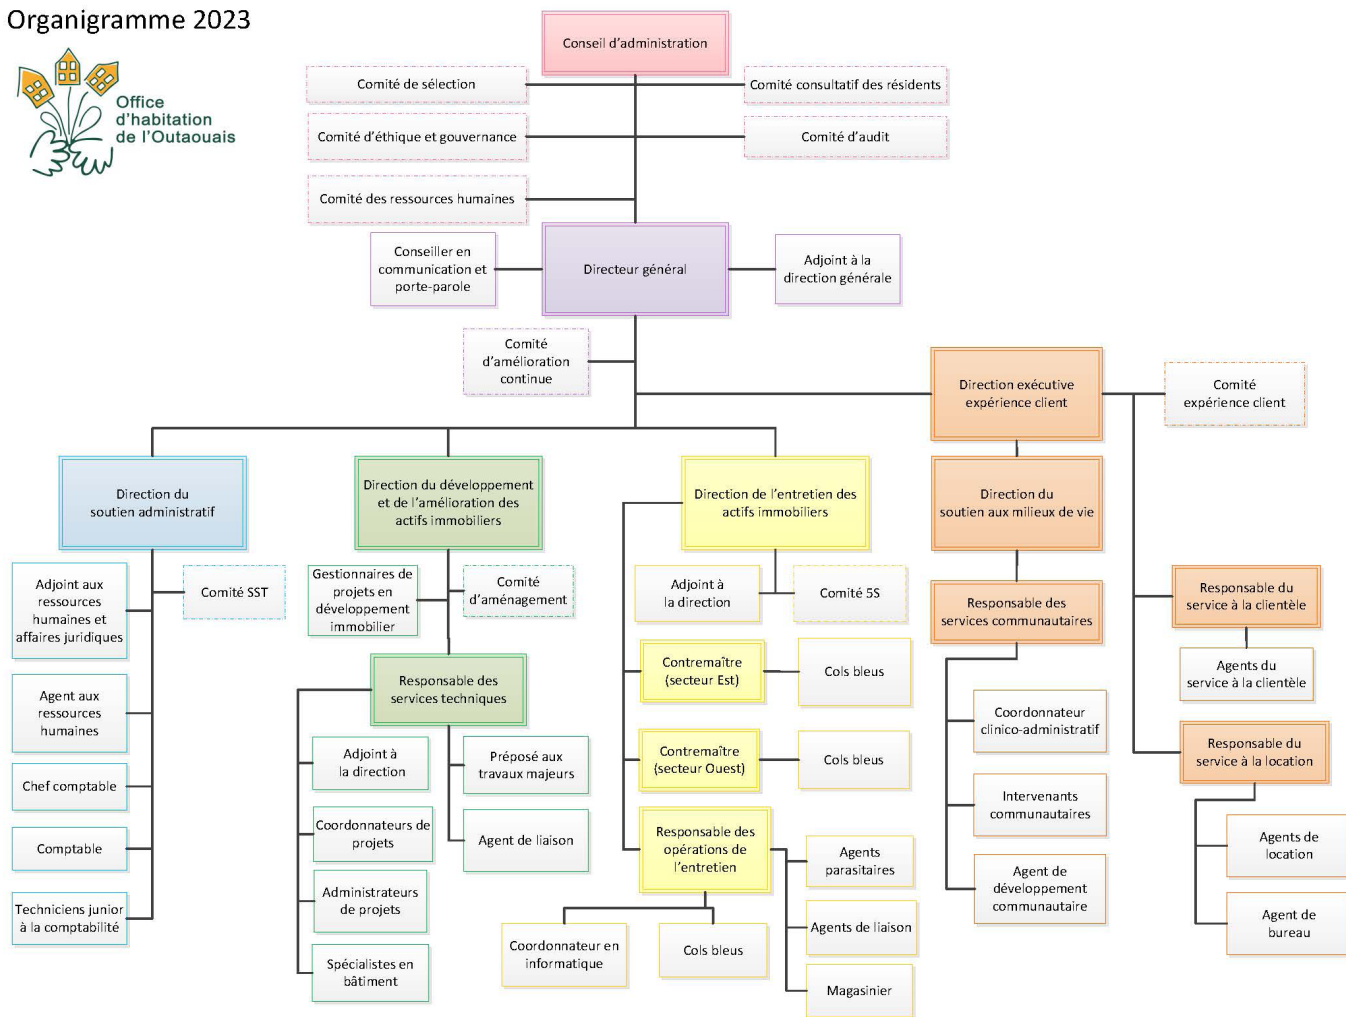 Organigramme 2023
Office
d'habitation
de l'Outaouais
Conseil d'administration
Comité de sélection
Comité consultatif des résidents
Comité d'éthique et gouvernance
Comité d'audit
Comité des ressources humaines
Conseiller en
communication et
porte-parole
Directeur général
Adjoint à la
direction générale
Comité
d'amélioration
continue
Direction exécutive
expérience client
Comité
expérience client
Direction du
soutien administratif
Direction du développement
et de l'amélioration des
actifs immobiliers
Direction de l'entretien des
actifs immobiliers
Direction du
soutien aux milieux de vie
Adjoint aux
ressources
humaines et
affaires juridiques
Comité SST
Agent aux
ressources
humaines
Chef comptable
Comptable
Techniciens junior
à la comptabilité
Gestionnaires de
projets en
développement
immobilier
Comité
d'aménagement
Responsable des
services techniques
Adjoint à
la direction
Préposé aux
travaux majeurs
Coordonnateurs de
projets
Agent de liaison
Administrateurs
de projets
Spécialistes en
bâtiment
Adjoint à
la direction
Comité 5S
Contremaître
(secteur Est)
Cols bleus
Contremaître
(secteur Ouest)
Cols bleus
Responsable des
opérations de
l'entretien
Agents
parasitaires
Agents de liaison
Magasinier
Coordonnateur en
informatique
Cols bleus
Responsable des
services communautaires
Coordonnateur
clinico-administratif
Intervenants
communautaires
Agent de
développement
communautaire
Responsable du
service à la clientèle
Agents du
service à la clientèle
Responsable du
service à la location
Agents de
location
Agent de
bureau